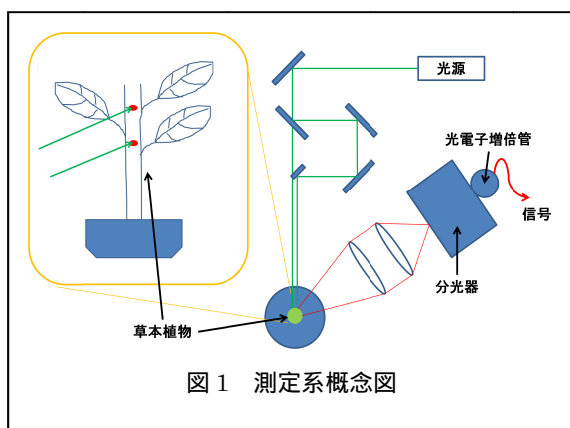 光源
光電子増倍管
信号
分光器
草本植物
図 1　測定系概念図